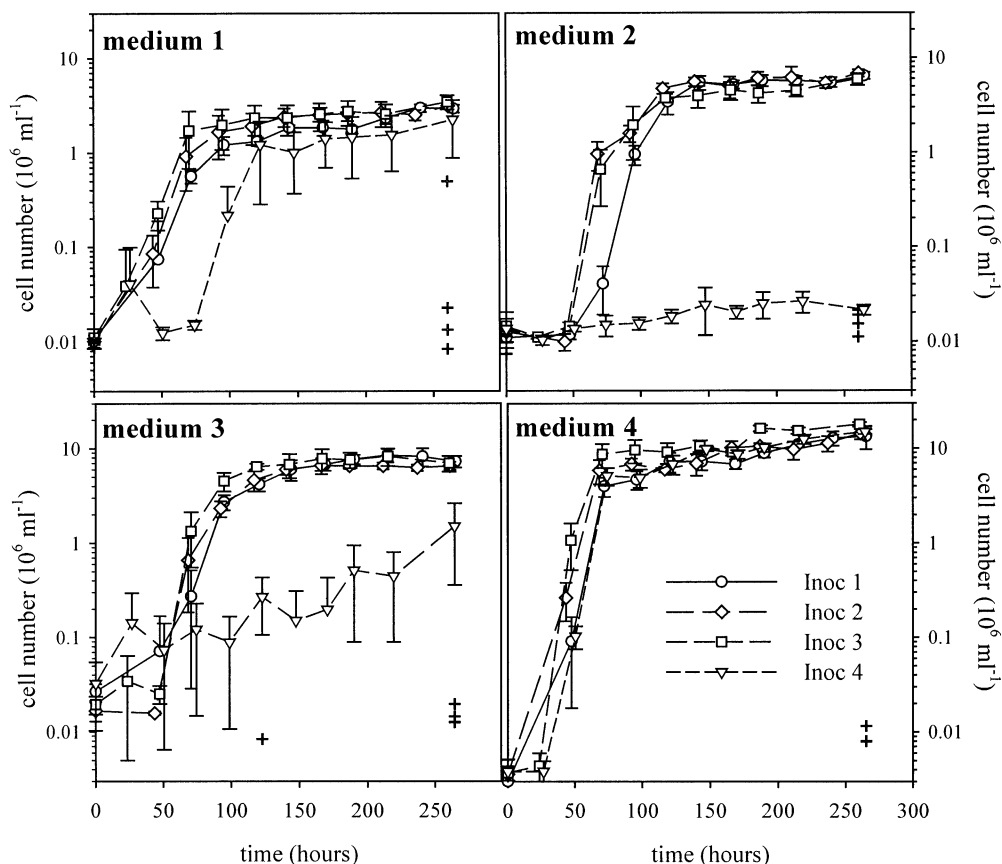 medium 1
medium 2
10
1
0.1
0.01
cell number (10⁶ ml⁻¹)
10
1
0.1
0.01
cell number (10⁶ ml⁻¹)
medium 3
medium 4
10
1
0.1
0.01
cell number (10⁶ ml⁻¹)
10
1
0.1
0.01
cell number (10⁶ ml⁻¹)
Inoc 1
Inoc 2
Inoc 3
Inoc 4
0 50 100 150 200 250
0 50 100 150 200 250 300
time (hours)
time (hours)